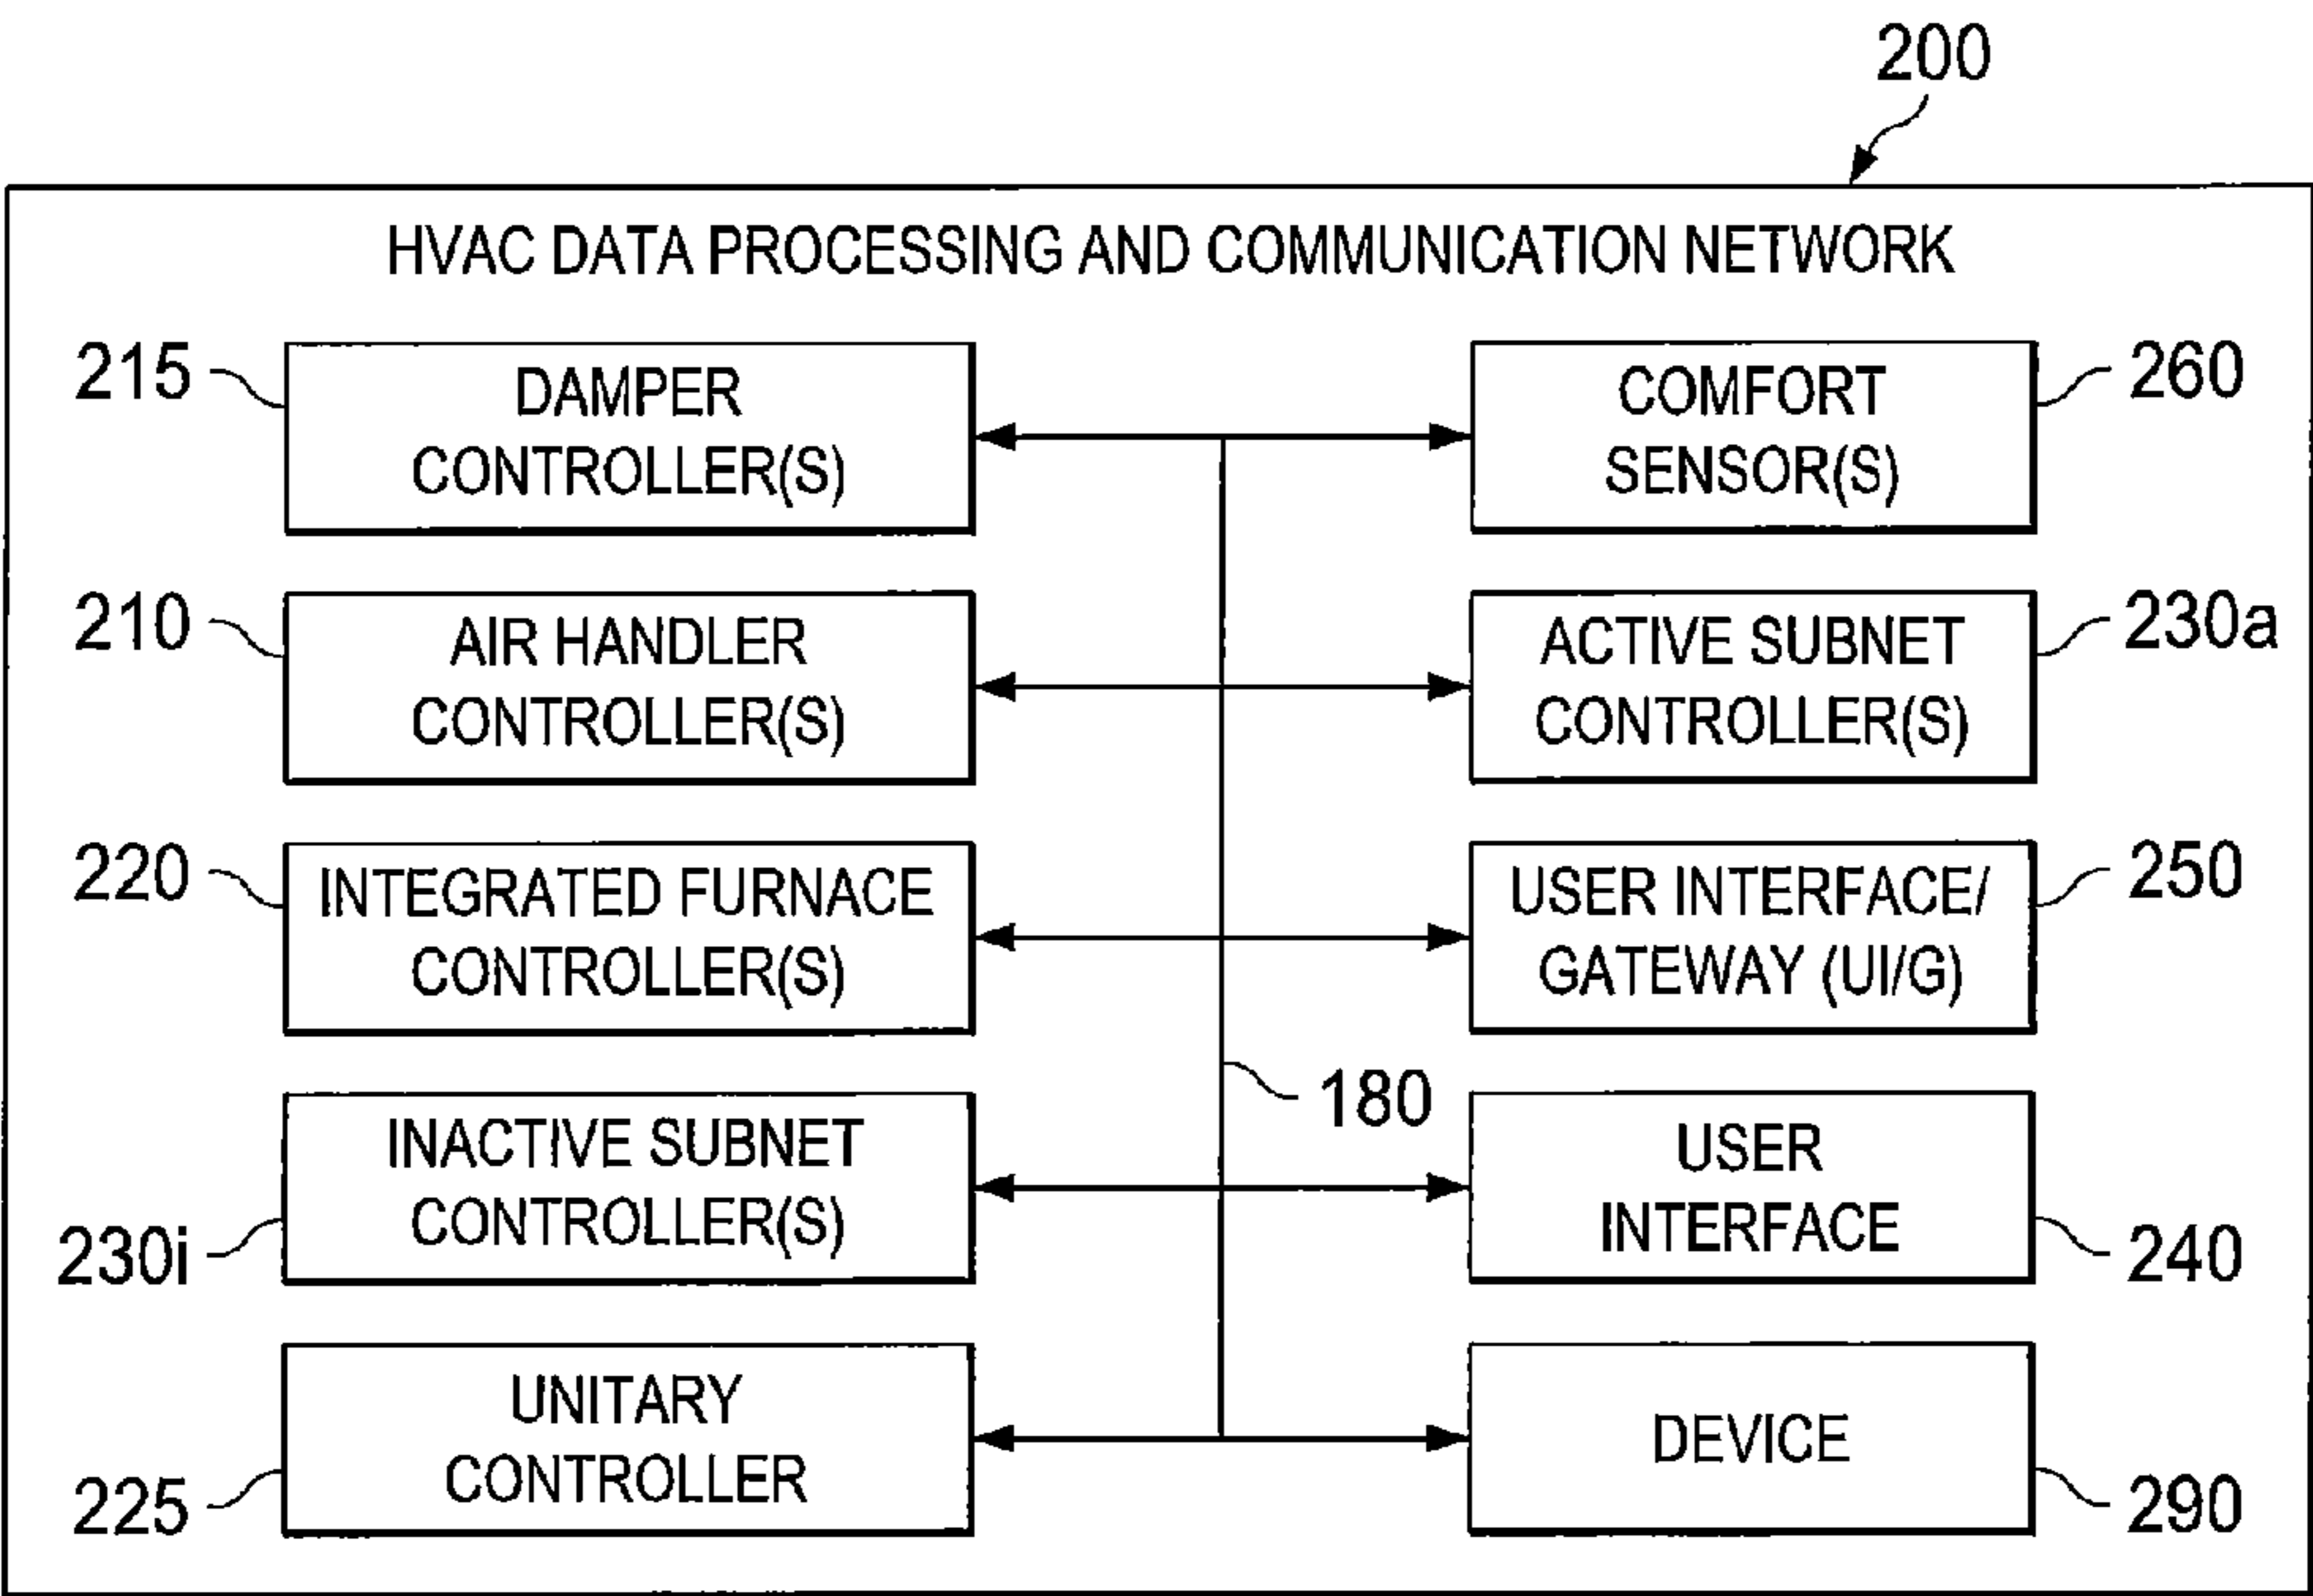 200
HVAC DATA PROCESSING AND COMMUNICATION NETWORK
215
DAMPER
CONTROLLER(S)
COMFORT
SENSOR(S)
260
210
AIR HANDLER
CONTROLLER(S)
ACTIVE SUBNET
CONTROLLER(S)
230a
220
INTEGRATED FURNACE
CONTROLLER(S)
USER INTERFACE/
GATEWAY (UI/G)
250
180
230i
INACTIVE SUBNET
CONTROLLER(S)
USER
INTERFACE
240
225
UNITARY
CONTROLLER
DEVICE
290